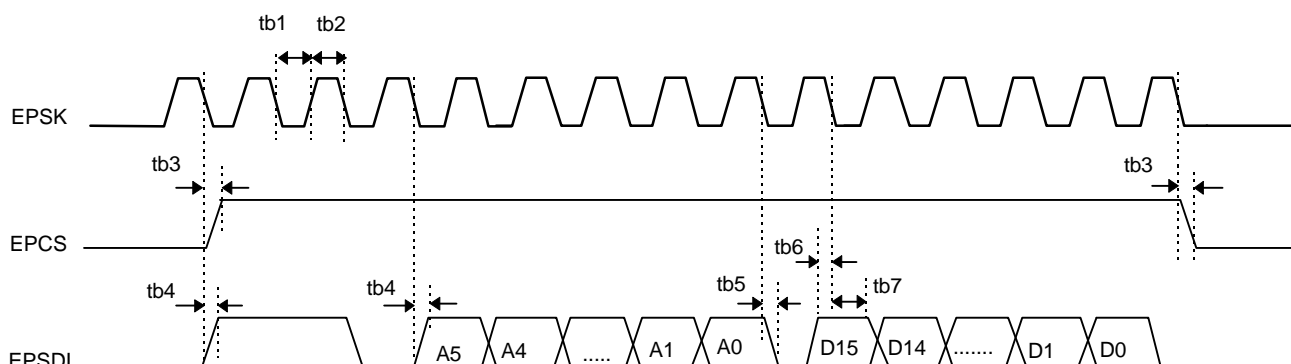 tb1 tb2
EPSK
tb3 tb3
EPCS
tb6
tb4 tb4 tb5 tb7
EPSDI A5 A4 ..... A1 A0 D15 D14 ....... D1 D0